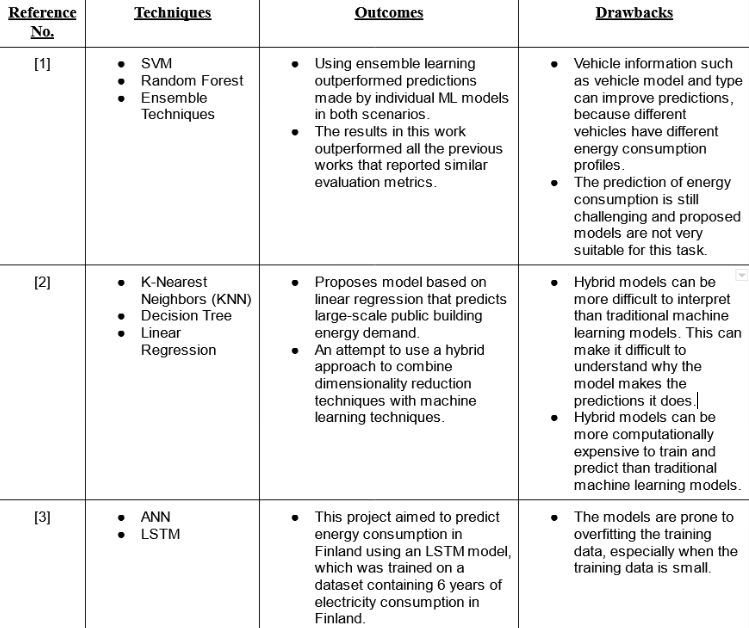 Reference No.
Techniques
Outcomes
Drawbacks
[1]
● SVM
● Random Forest
● Ensemble
Techniques
● Using ensemble learning
outperformed predictions
made by individual ML models
in both scenarios.
● The results in this work
outperformed all the previous
works that reported similar
evaluation metrics.
● Vehicle information such
as vehicle model and type
can improve predictions,
because different
vehicles have different
energy consumption
profiles.
● The prediction of energy
consumption is still
challenging and proposed
models are not very
suitable for this task.
[2]
● K-Nearest
Neighbors (KNN)
● Decision Tree
● Linear
Regression
● Proposes model based on
linear regression that predicts
large-scale public building
energy demand.
● An attempt to use a hybrid
approach to combine
dimensionality reduction
techniques with machine
learning techniques.
● Hybrid models can be
more difficult to interpret
than traditional machine
learning models. This can
make it difficult to
understand why the
model makes the
predictions it does.
● Hybrid models can be
more computationally
expensive to train and
predict than traditional
machine learning models.
[3]
● ANN
● LSTM
● This project aimed to predict
energy consumption in
Finland using an LSTM model,
which was trained on a
dataset containing 6 years of
electricity consumption in
Finland.
● The models are prone to
overfitting the training
data, especially when the
training data is small.